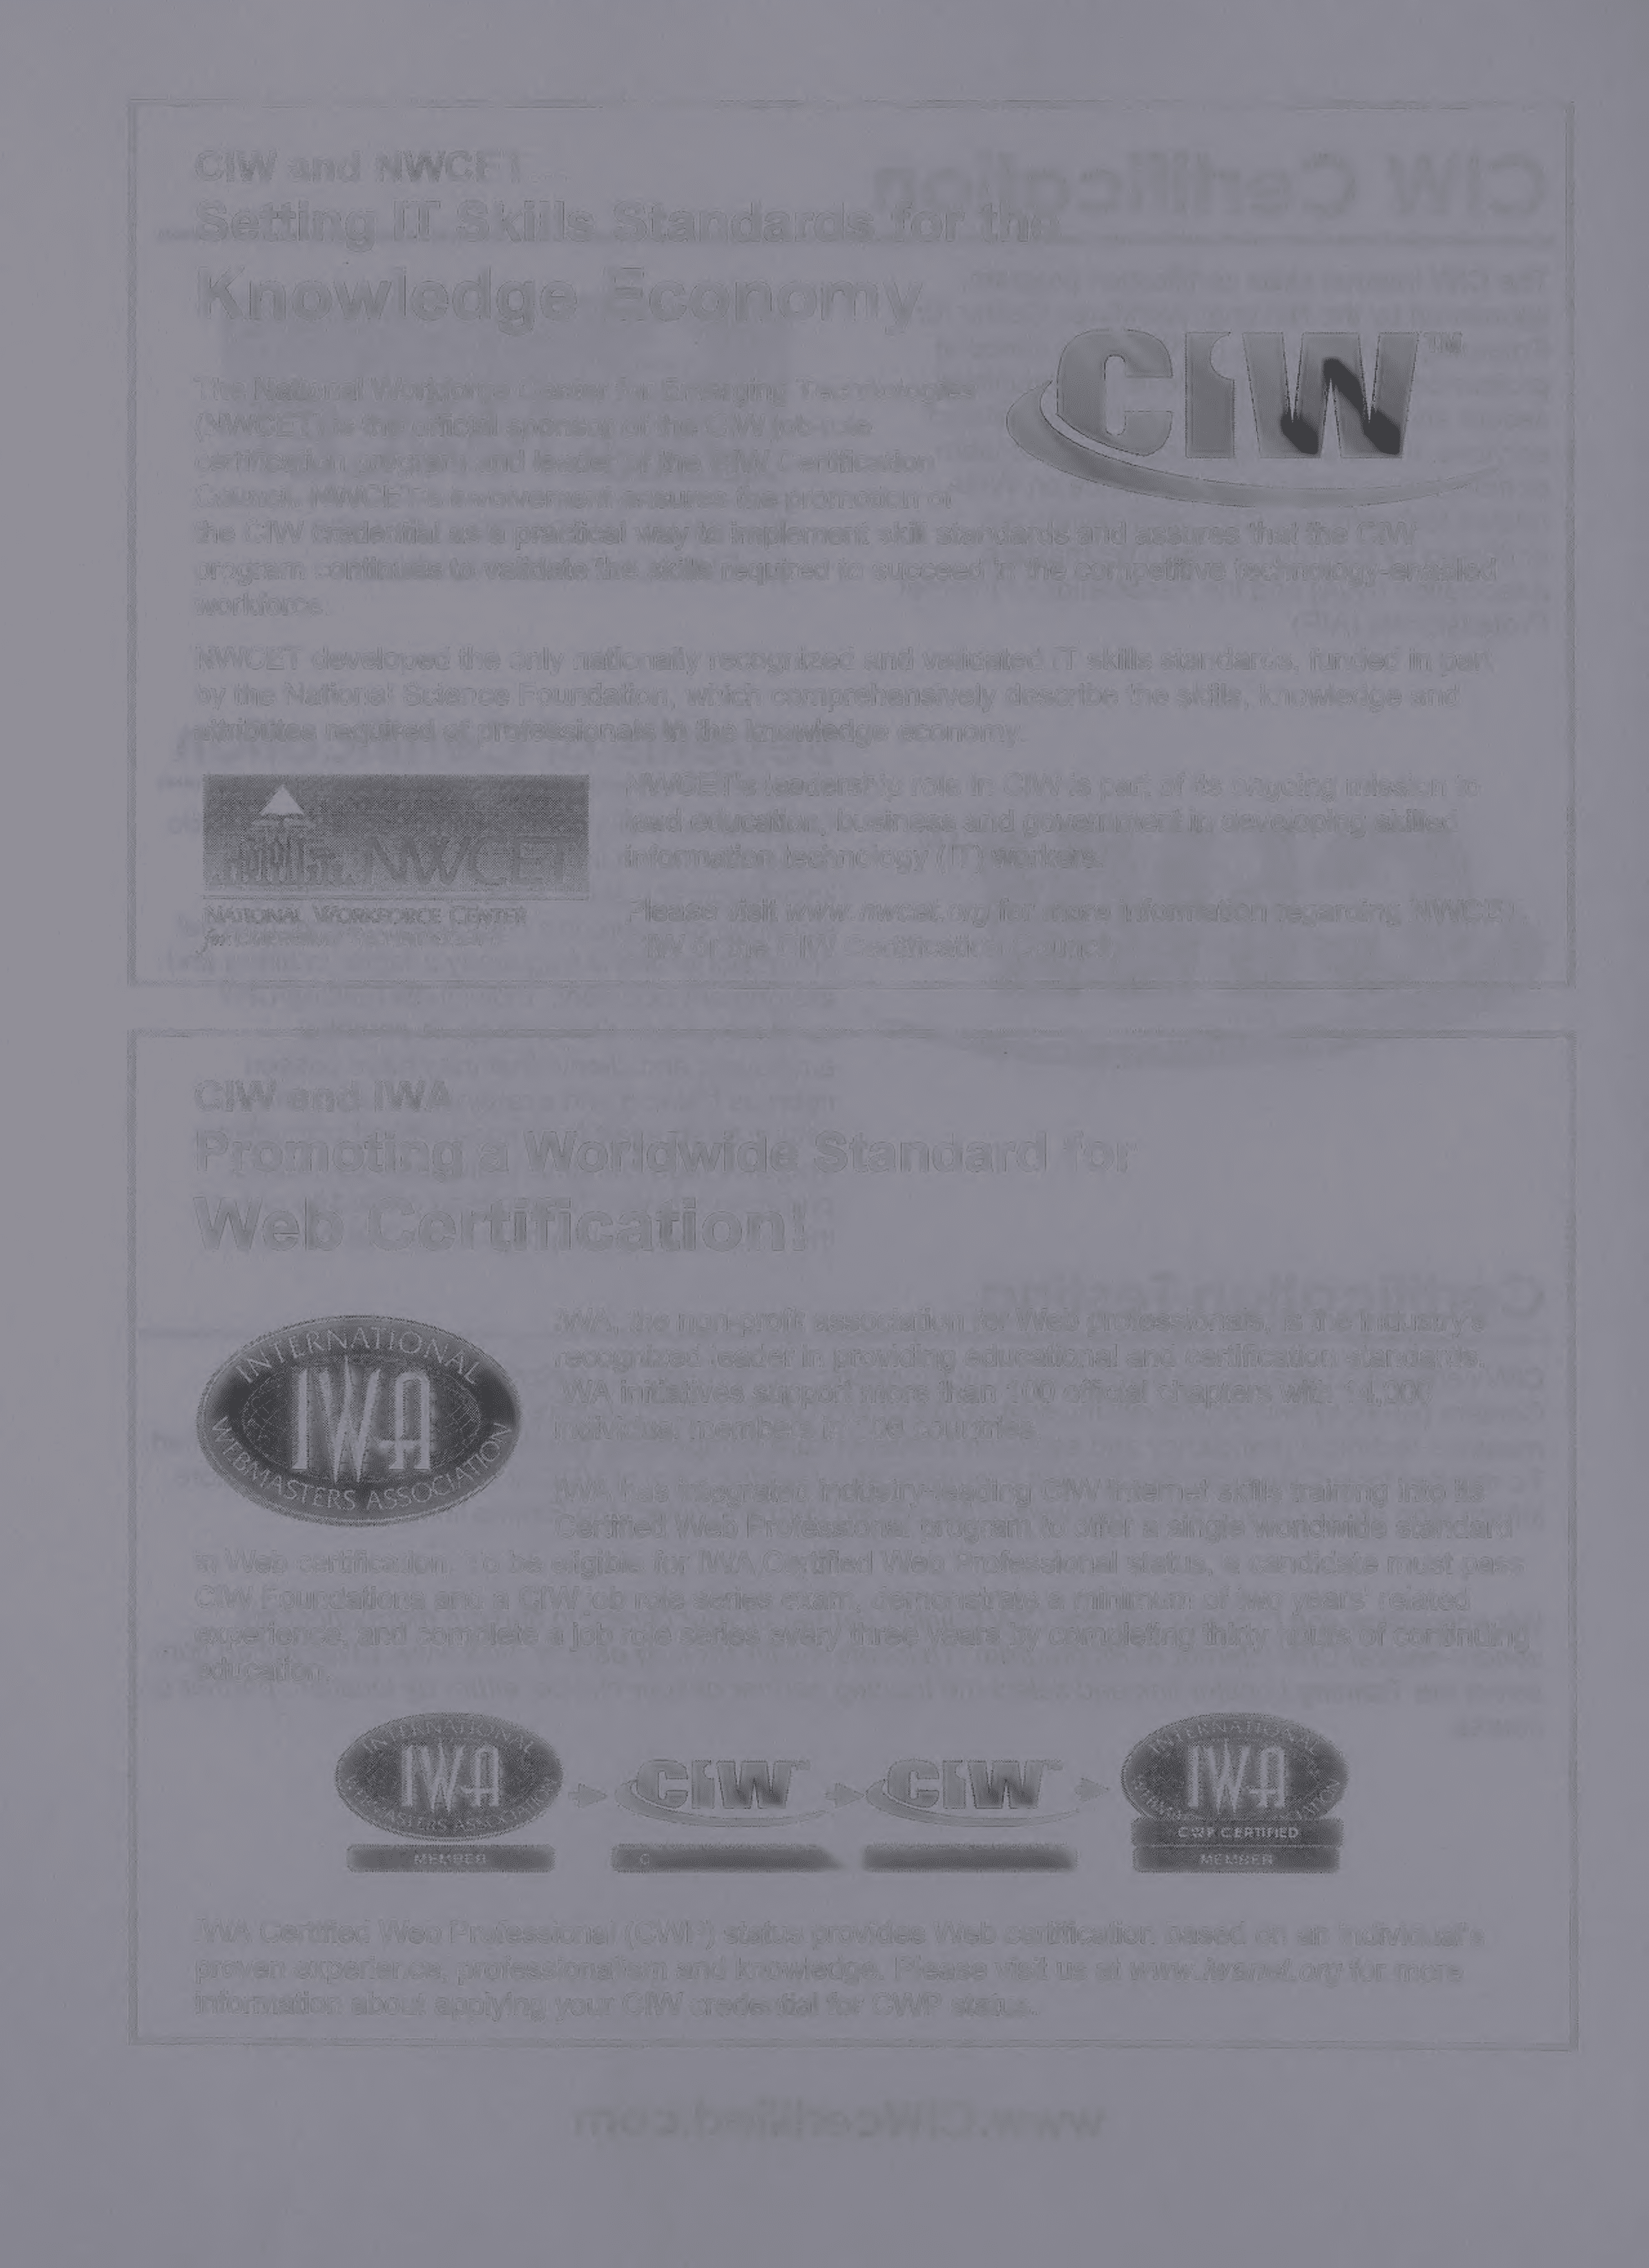 CIW and NWCET
Setting IT Skills Standards for the
Knowledge Economy
CIW™
The National Workforce Center for Emerging Technologies
(NWCET) is the official sponsor of the CIW job-role
certification program and leader of the CIW Certification
Council. NWCET's involvement ensures the promotion of
the CIW credential as a practical way to implement skill standards and assures that the CIW
program continues to validate the skills required to succeed in the competitive technology-enabled
workforce.
NWCET developed the only nationally recognized and validated IT skills standards, funded in part
by the National Science Foundation, which comprehensively describe the skills, knowledge and
attributes required of professionals in the knowledge economy.
NWCET
NATIONAL WORKFORCE CENTER
for EMERGING TECHNOLOGIES
NWCET's leadership role in CIW is part of its ongoing mission to
lead education, business and government in developing skilled
information technology (IT) workers.
Please visit www.nwcet.org for more information regarding NWCET,
CIW or the CIW Certification Council.
CIW and IWA
Promoting a Worldwide Standard for
Web Certification!
INTERNATIONAL
IWA
WEBMASTERS ASSOCIATION
IWA, the non-profit association for Web professionals, is the industry's
recognized leader in providing educational and certification standards.
IWA initiatives support more than 100 official chapters with 14,000
individual members in 106 countries.
IWA has integrated industry-leading CIW Internet skills training into its
Certified Web Professional program to offer a single worldwide standard
in Web certification. To be eligible for IWA Certified Web Professional status, a candidate must pass
CIW Foundations and a CIW job role series exam, demonstrate a minimum of two years' related
experience, and complete a job role series every three years by completing thirty hours of continuing
education.
INTERNATIONAL
IWA
WEBMASTERS ASSOCIATION
MEMBER
CIW
CIW
INTERNATIONAL
IWA
WEBMASTERS ASSOCIATION
CWP CERTIFIED
MEMBER
IWA Certified Web Professional (CWP) status provides Web certification based on an individual's
proven experience, professionalism and knowledge. Please visit us at www.iwanet.org for more
information about applying your CIW credential for CWP status.